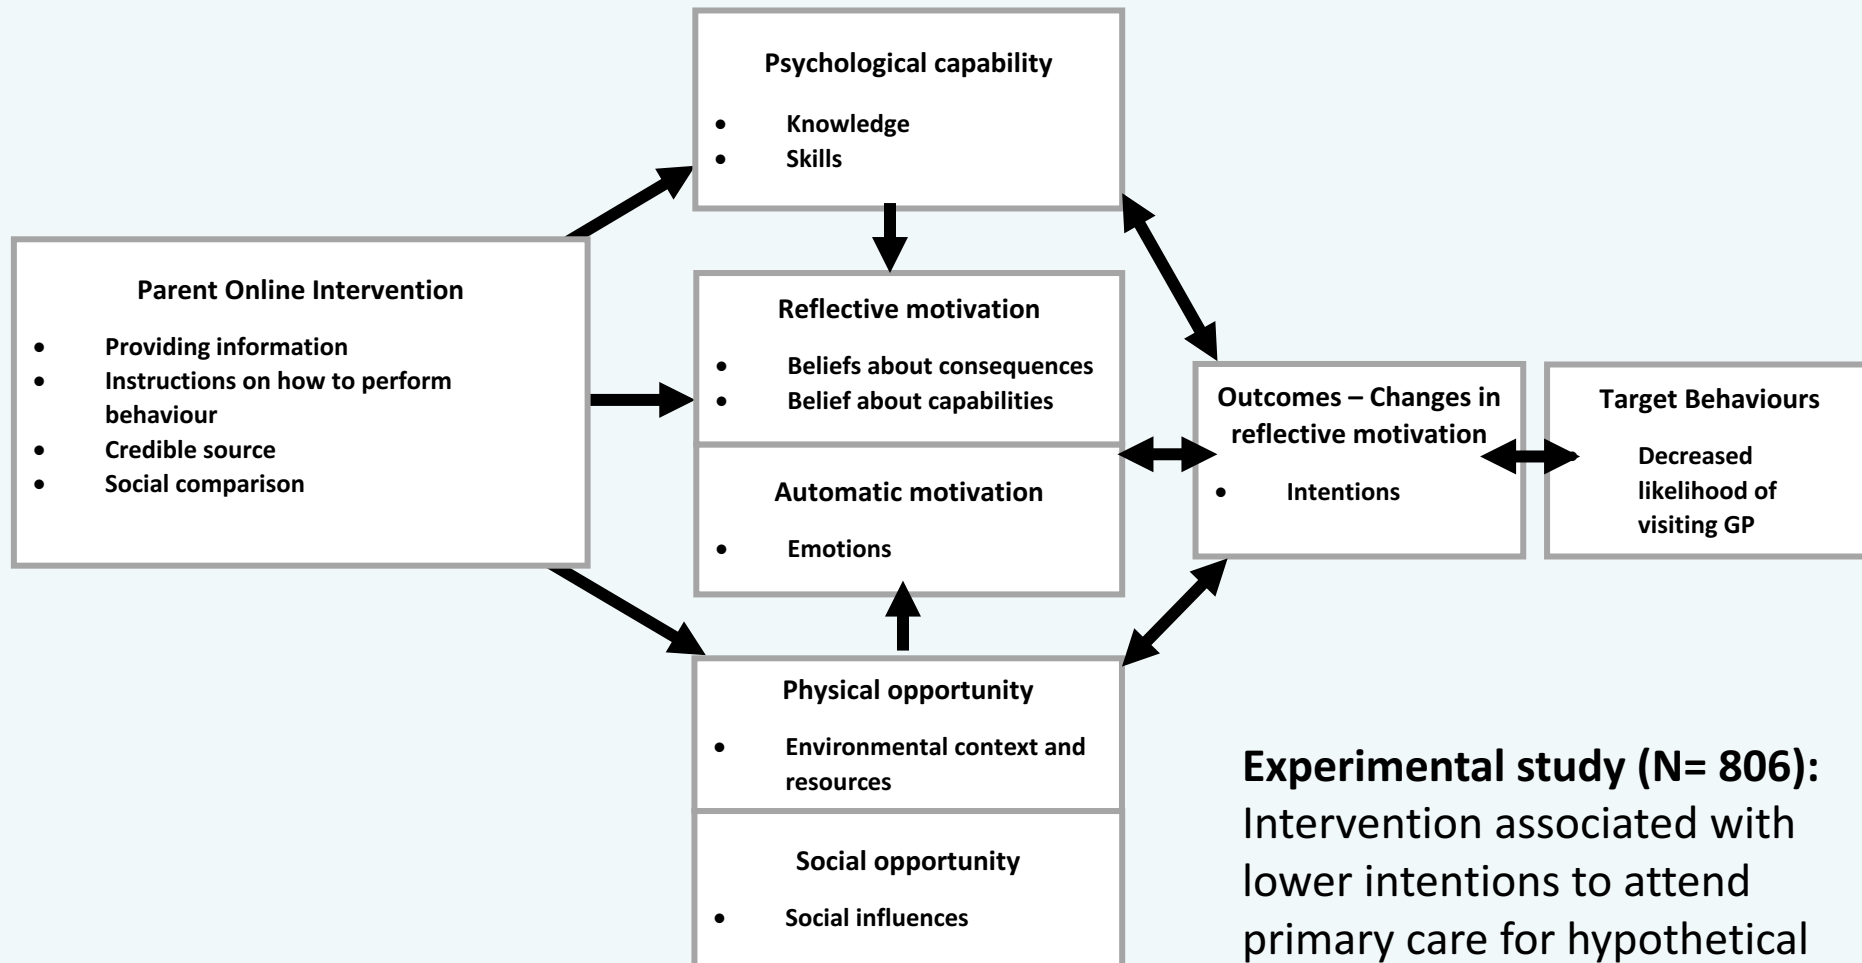 Psychological capability
• Knowledge
• Skills
Parent Online Intervention
• Providing information
• Instructions on how to perform
behaviour
• Credible source
• Social comparison
Reflective motivation
• Beliefs about consequences
• Belief about capabilities
Automatic motivation
• Emotions
Outcomes – Changes in
reflective motivation
• Intentions
Target Behaviours
• Decreased
likelihood of
visiting GP
Physical opportunity
• Environmental context and
resources
Social opportunity
• Social influences
Experimental study (N= 806):
Intervention associated with
lower intentions to attend
primary care for hypothetical